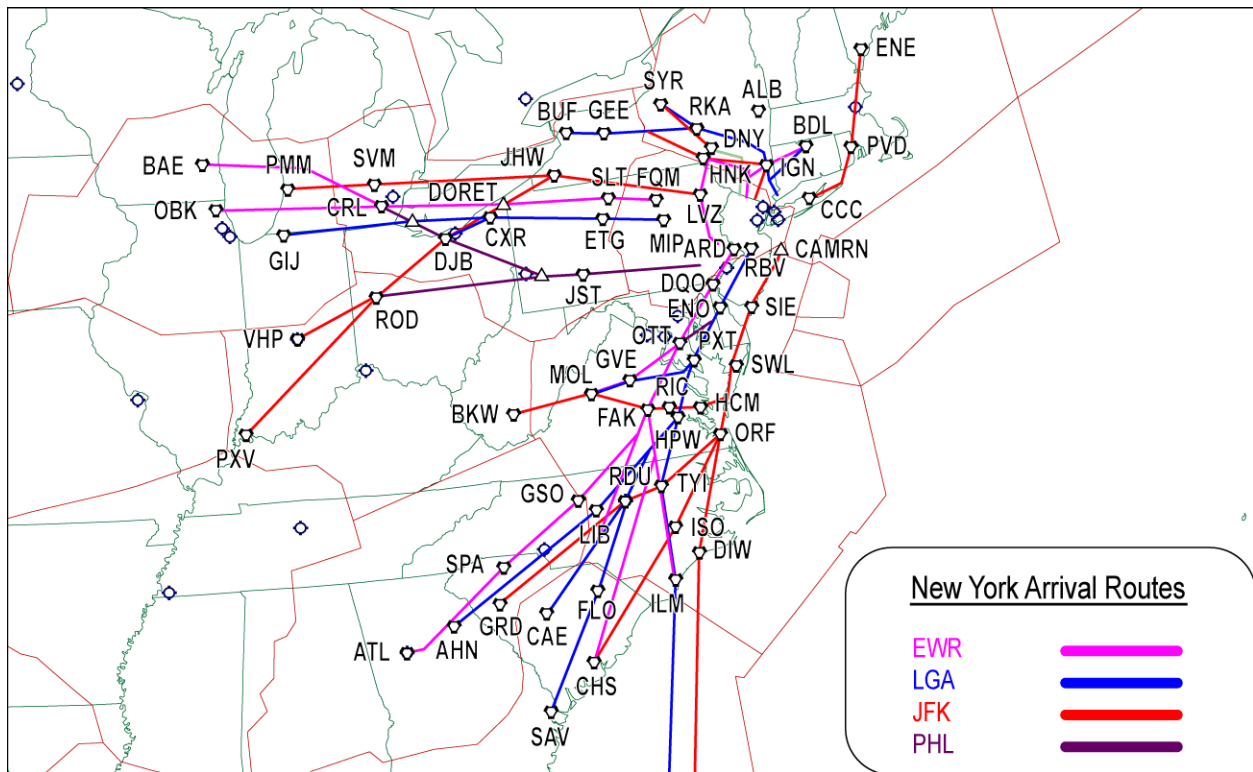 ENE
SYR
ALB
BUF
GEE
RKA
DNY
BDL
PVD
BAE
PMM
SVM
JHW
HNK
IGN
DORET
SLT
FQM
OBK
CRL
LVZ
CCC
GIJ
DJB
CXR
ETG
MIP
ARD
RBV
CAMRN
JST
DQO
ROD
ENO
SIE
VHP
OTT
PXT
GVE
SWL
MOL
RIC
BKW
FAK
HCM
HPW
ORF
PXV
GSO
RDU
TYI
LIB
ISO
DIW
SPA
GRD
CAE
FLO
ILM
ATL
AHN
CHS
SAV
New York Arrival Routes
EWR
LGA
JFK
PHL